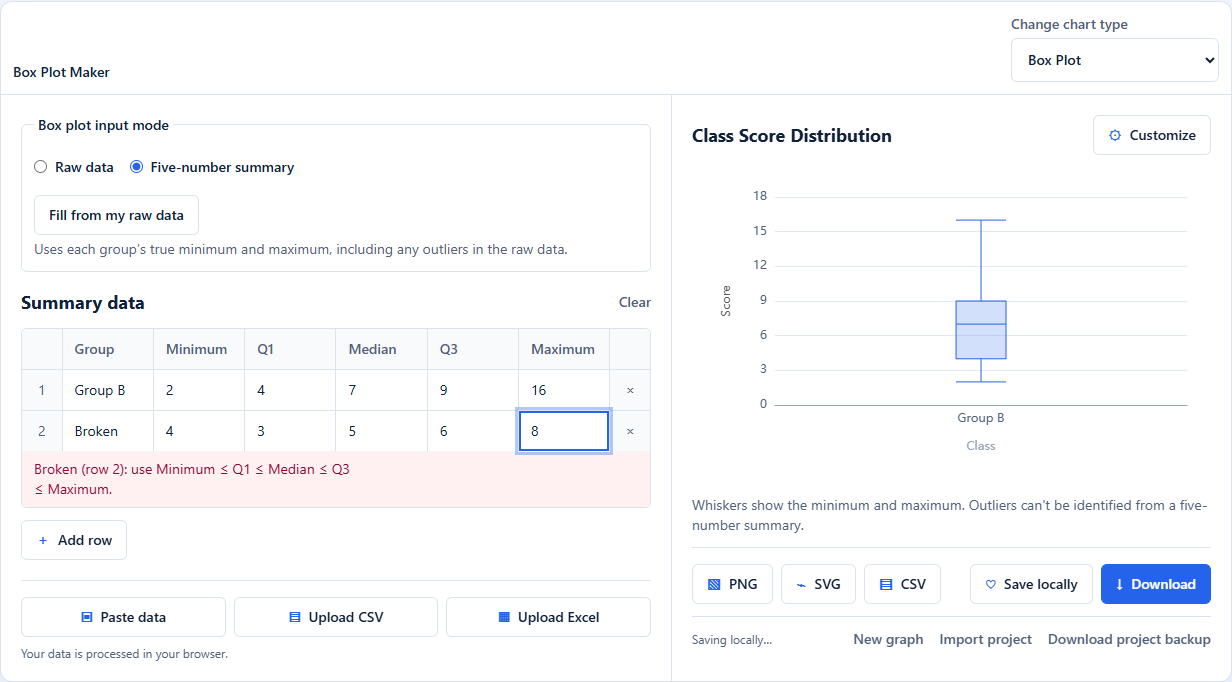 Change chart type
Box Plot
Box Plot Maker
Box plot input mode
Raw data
Five-number summary
Fill from my raw data
Uses each group's true minimum and maximum, including any outliers in the raw data.
Summary data
Clear
Group Minimum Q1 Median Q3 Maximum
1 Group B 2 4 7 9 16 ×
2 Broken 4 3 5 6 8 ×
Broken (row 2): use Minimum ≤ Q1 ≤ Median ≤ Q3
≤ Maximum.
+ Add row
Paste data
Upload CSV
Upload Excel
Your data is processed in your browser.
Class Score Distribution
Customize
18
15
12
9
6
3
0
Score
Group B
Class
Whiskers show the minimum and maximum. Outliers can't be identified from a five-
number summary.
PNG
SVG
CSV
Save locally
Download
Saving locally...
New graph
Import project
Download project backup